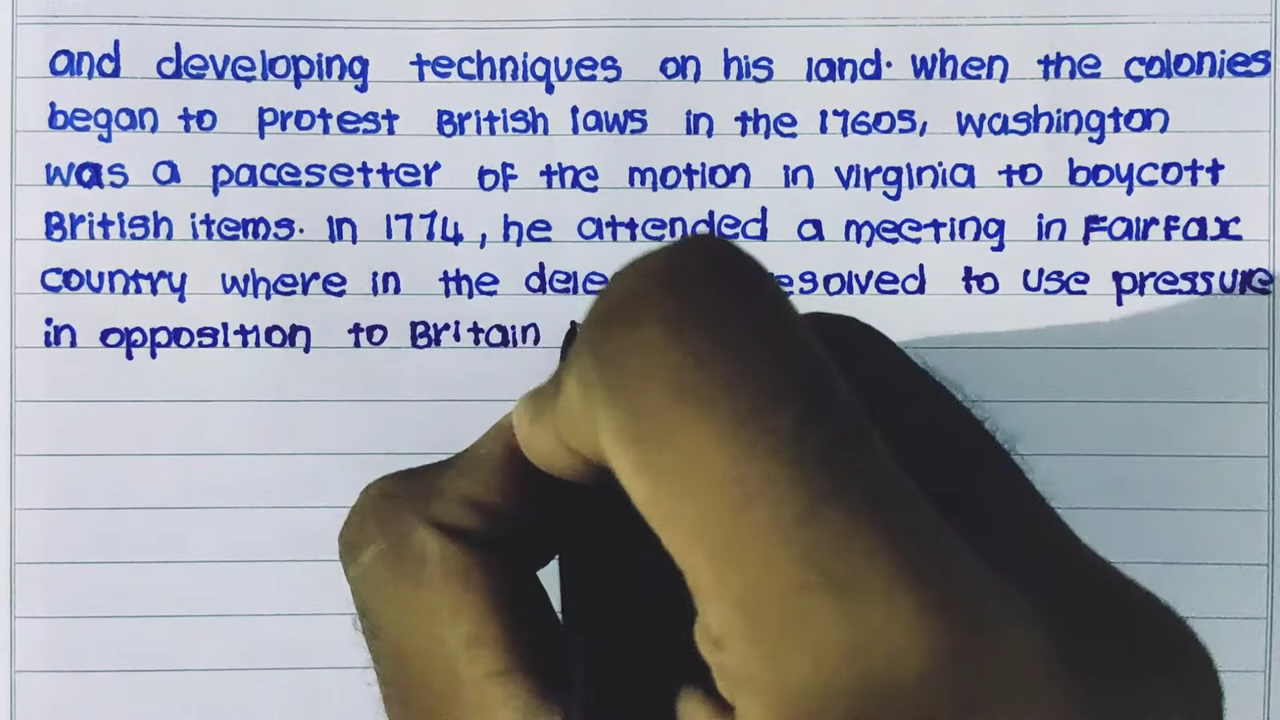 and developing techniques on his land. when the colonies
began to protest British laws in the 1760s, washington
was a pacesetter of the motion in virginia to boycott
British items. In 1774, he attended a meeting in Fairfax
country where in the to use pressure
in opposition to Britain